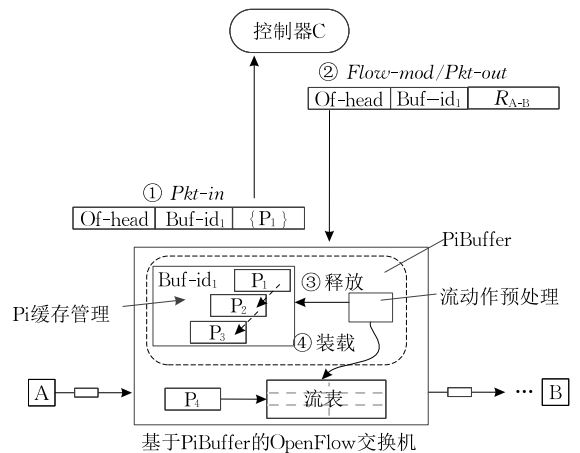 控制器C
② Flow-mod/Pkt-out
Of-head Buf-id₁ R_A-B
① Pkt-in
Of-head Buf-id₁ {P₁}
PiBuffer
Buf-id₁ P₁
③释放
P₂
流动作预处理
Pi缓存管理
P₃
④装载
A
P₄
流表
… B
基于PiBuffer的OpenFlow交换机